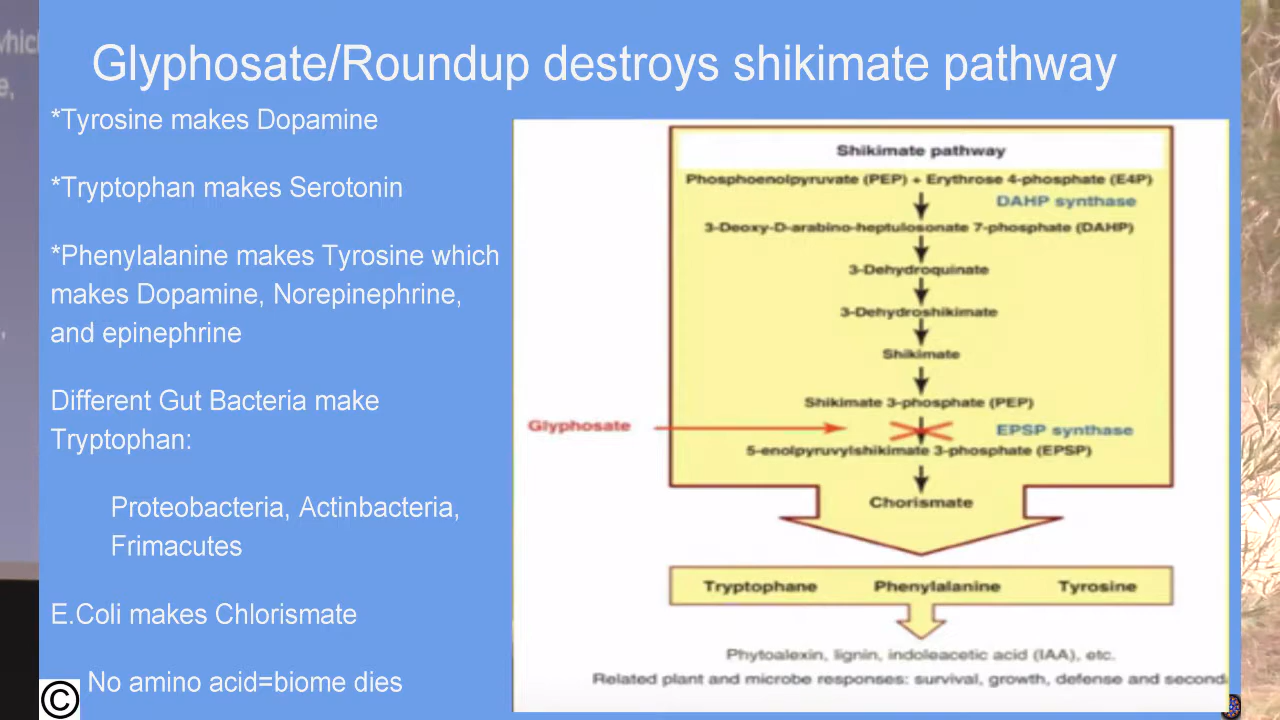 which
e,
Glyphosate/Roundup destroys shikimate pathway
*Tyrosine makes Dopamine
*Tryptophan makes Serotonin
*Phenylalanine makes Tyrosine which
makes Dopamine, Norepinephrine,
and epinephrine
Different Gut Bacteria make
Tryptophan:
Proteobacteria, Actinbacteria,
Frimacutes
E.Coli makes Chlorismate
No amino acid=biome dies
©
Shikimate pathway
Phosphoenolpyruvate (PEP) + Erythrose 4-phosphate (E4P)
DAHP synthase
3-Deoxy-D-arabino-heptulosonate 7-phosphate (DAHP)
3-Dehydroquinate
3-Dehydroshikimate
Shikimate
Shikimate 3-phosphate (PEP)
Glyphosate
EPSP synthase
5-enolpyruvylshikimate 3-phosphate (EPSP)
Chorismate
Tryptophane Phenylalanine Tyrosine
Phytoalexin, lignin, indoleacetic acid (IAA), etc.
Related plant and microbe responses: survival, growth, defense and second